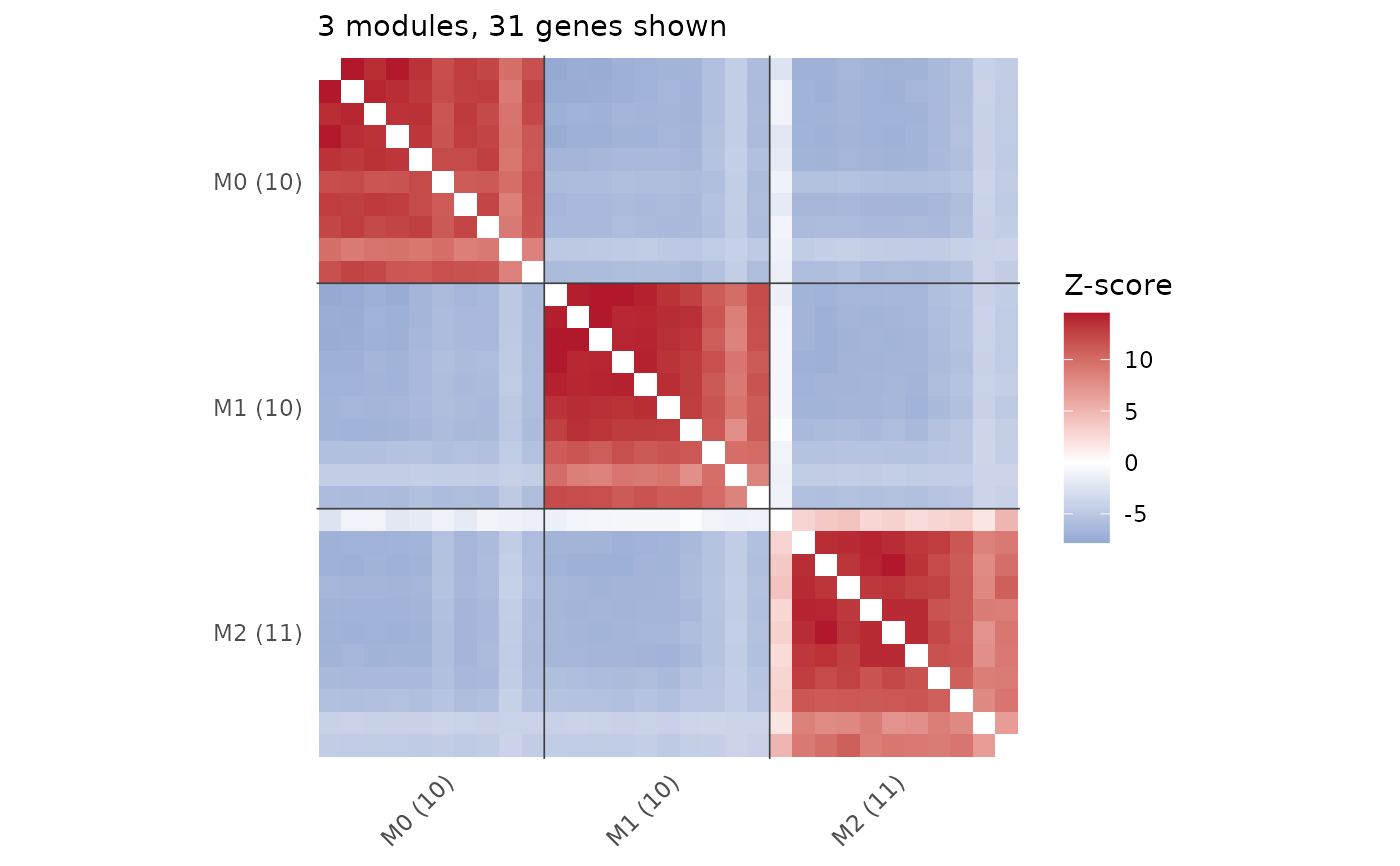 3 modules, 31 genes shown
M0 (10)
M1 (10)
M2 (11)
M0 (10)
M1 (10)
M2 (11)
Z-score
10
5
0
-5